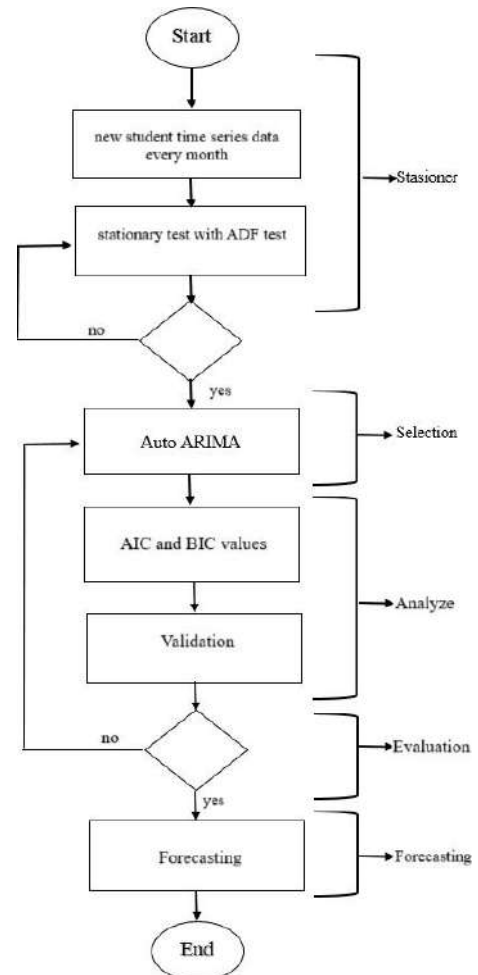 Start
new student time series data
every month
stationary test with ADF test
Stasioner
no
yes
Auto ARIMA
Selection
AIC and BIC values
Analyze
Validation
no
Evaluation
yes
Forecasting
Forecasting
End